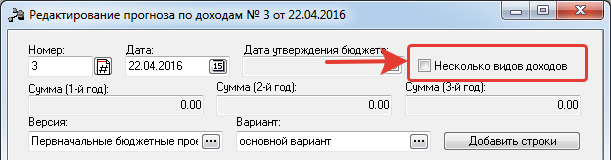 Редактирование прогноза по доходам № 3 от 22.04.2016
Номер: Дата: Дата утверждения бюджета:
3 22.04.2016 15 Несколько видов доходов
Сумма (1-й год): Сумма (2-й год): Сумма (3-й год):
0.00 0.00 0.00
Версия: Вариант:
Первначальные бюджетные прое ... основной вариант ... Добавить строки